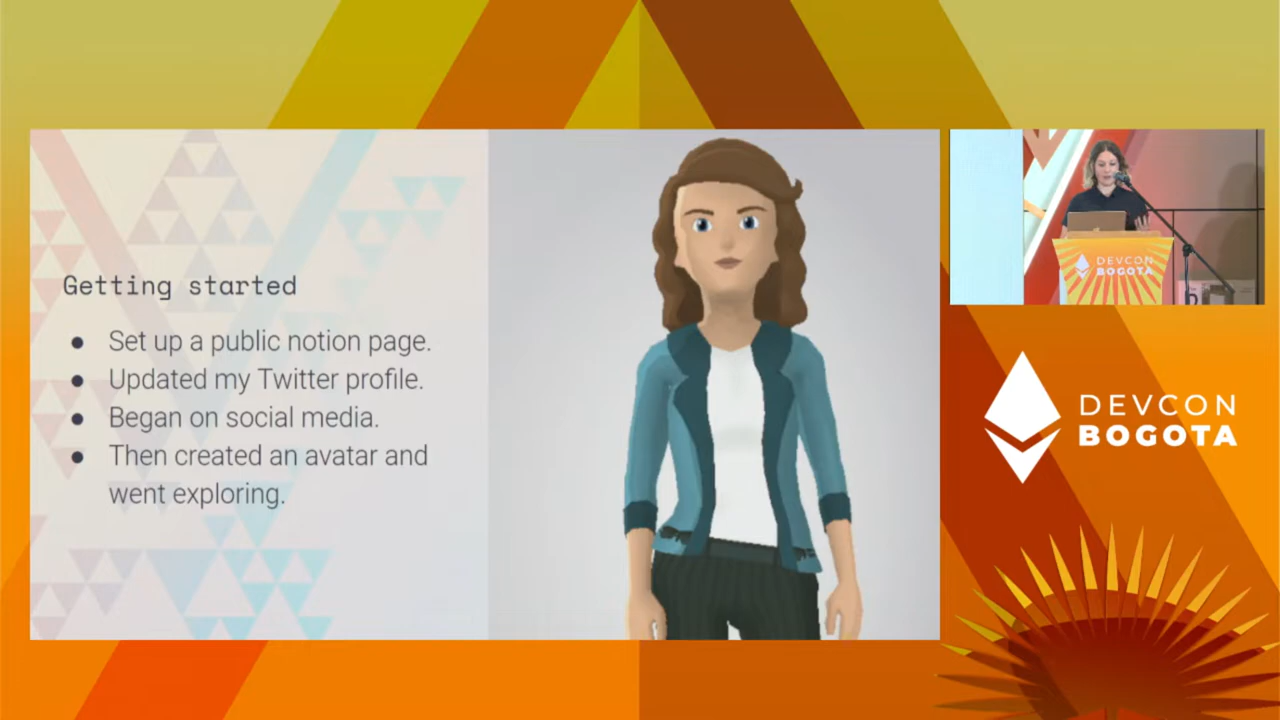 Getting started
● Set up a public notion page.
● Updated my Twitter profile.
● Began on social media.
● Then created an avatar and
went exploring.
DEVCON
BOGOTA
DEVCON
BOGOTA